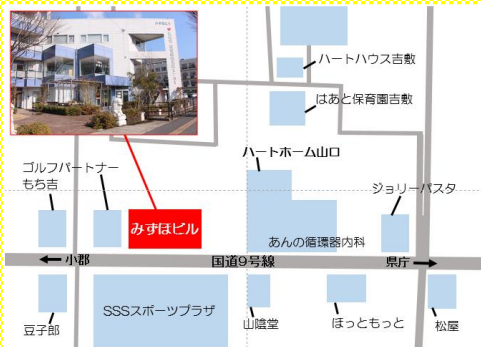 ハートハウス吉敷
はあと保育園吉敷
ゴルフパートナー
もち吉
ハートホーム山口
ジョリーパスタ
みずほビル
あんの循環器内科
小郡
国道9号線
県庁
豆子郎
SSSスポーツプラザ
山陰堂
ほっともっと
松屋